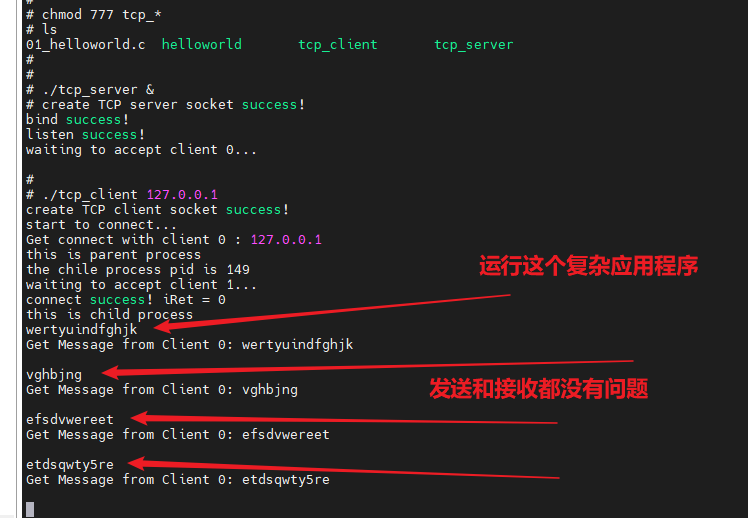 #
# chmod 777 tcp_*
# ls
01_helloworld.c helloworld tcp_client tcp_server
#
#
# ./tcp_server &
# create TCP server socket success!
bind success!
listen success!
waiting to accept client 0...
#
# ./tcp_client 127.0.0.1
create TCP client socket success!
start to connect...
Get connect with client 0 : 127.0.0.1
this is parent process
the chile process pid is 149
waiting to accept client 1...
connect success! iRet = 0
this is child process
运行这个复杂应用程序
wertyuindfghjk
Get Message from Client 0: wertyuindfghjk
vghbjng
Get Message from Client 0: vghbjng
发送和接收都没有问题
efsdvwereet
Get Message from Client 0: efsdvwereet
etdsqwty5re
Get Message from Client 0: etdsqwty5re